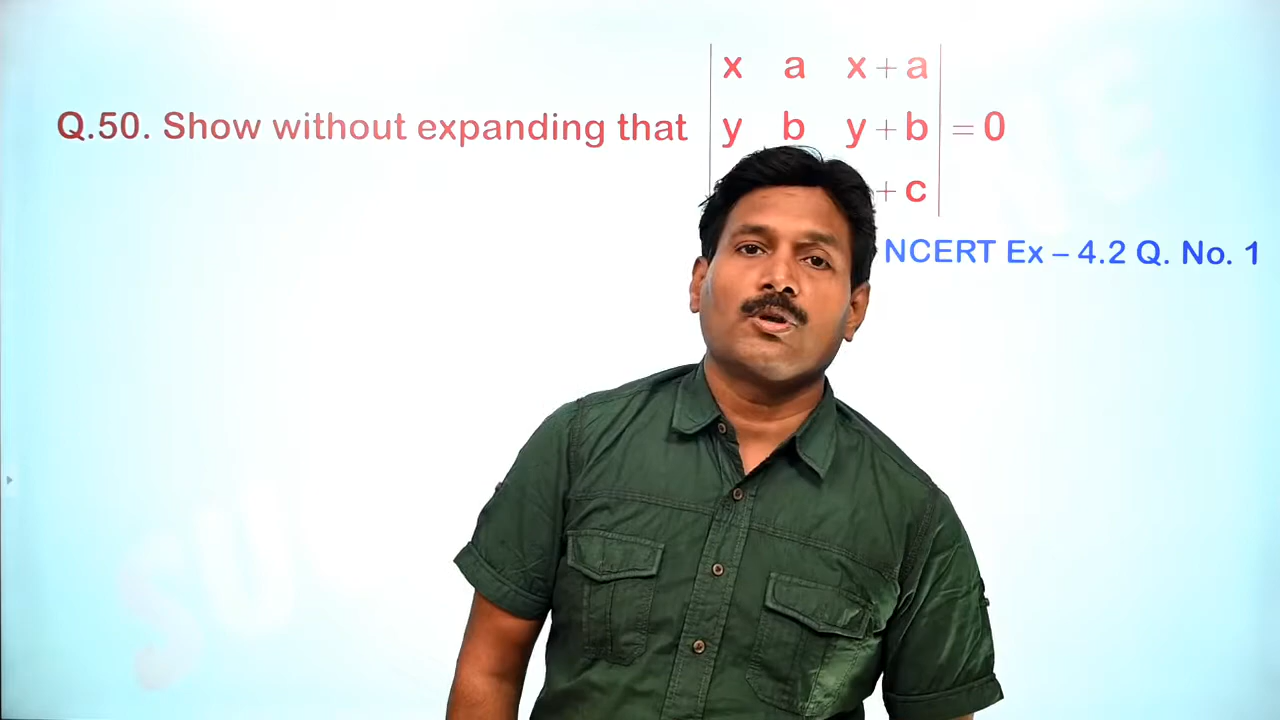 x a x + a
Q.50. Show without expanding that y b y + b = 0
+ c
NCERT Ex – 4.2 Q. No. 1